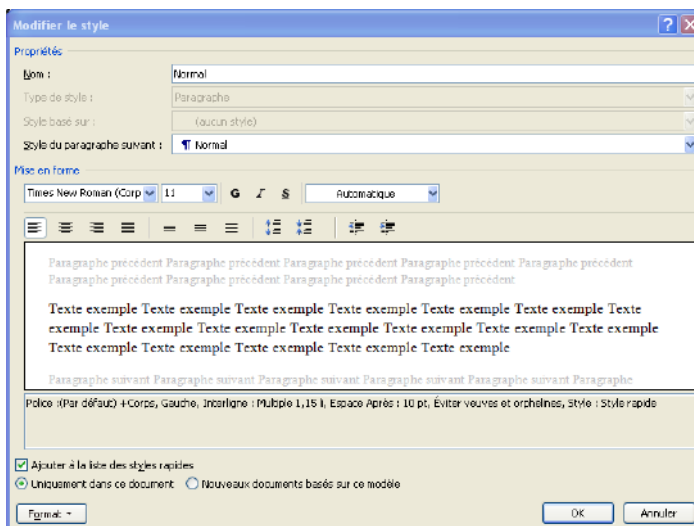 Modifier le style
Propriétés
Nom :
Normal
Type de style :
Paragraphe
Style basé sur :
(aucun style)
Style du paragraphe suivant :
¶ Normal
Mise en forme
Times New Roman (Corp
11
G I S
Automatique
Paragraphe précédent Paragraphe précédent Paragraphe précédent Paragraphe précédent Paragraphe précédent
Paragraphe précédent Paragraphe précédent Paragraphe précédent Paragraphe précédent
Texte exemple Texte exemple Texte exemple Texte exemple Texte exemple Texte exemple Texte
exemple Texte exemple Texte exemple Texte exemple Texte exemple Texte exemple Texte exemple
Texte exemple Texte exemple Texte exemple Texte exemple Texte exemple
Paragraphe suivant Paragraphe suivant Paragraphe suivant Paragraphe suivant Paragraphe suivant Paragraphe
Police :(Par défaut) +Corps, Gauche, Interligne : Multiple 1,15 li, Espace Après : 10 pt, Éviter veuves et orphelines, Style : Style rapide
Ajouter à la liste des styles rapides
Uniquement dans ce document
Nouveaux documents basés sur ce modèle
Format
OK
Annuler